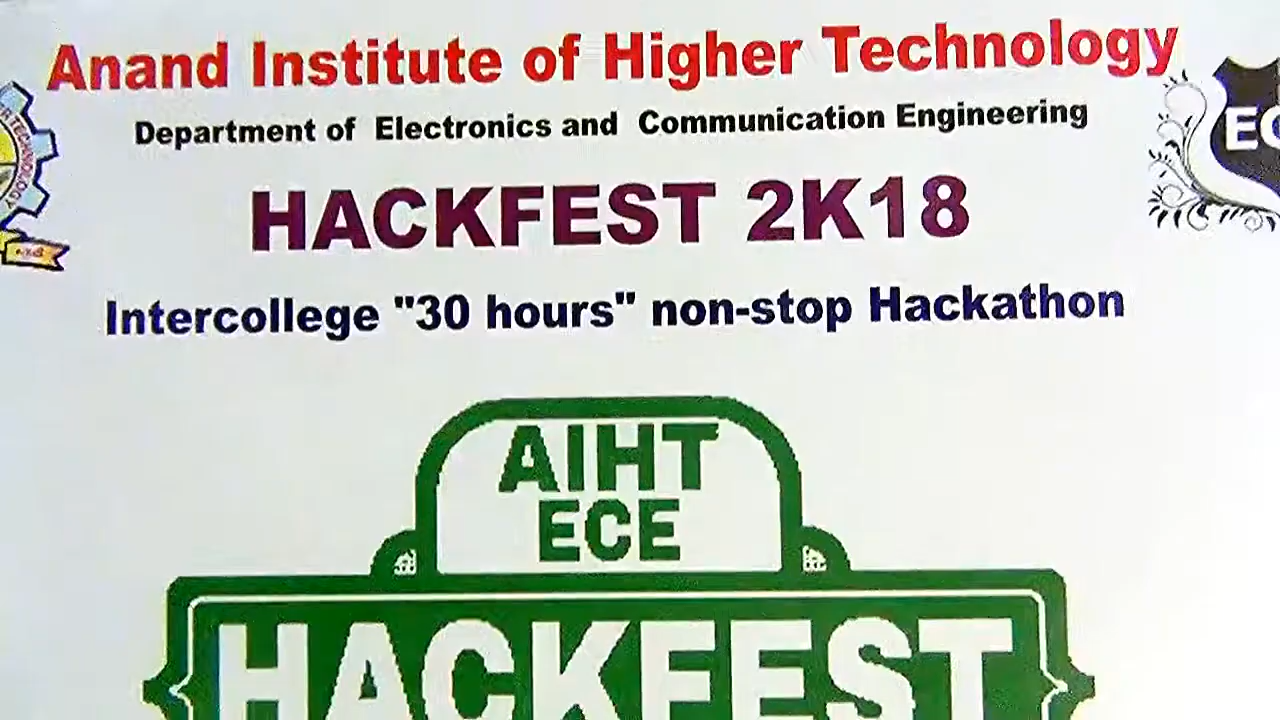 Anand Institute of Higher Technology
Department of Electronics and Communication Engineering
HACKFEST 2K18
Intercollege "30 hours" non-stop Hackathon
AIHT
ECE
HACKFEST